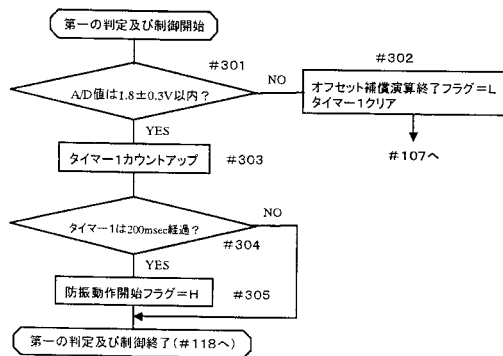 第一の判定及び制御開始
#301
#302
A/D値は1.8±0.3V以内？
NO
オフセット補償演算終了フラグ=L
タイマー1クリア
YES
#107へ
タイマー1カウントアップ
#303
タイマー1は200msec経過？
NO
#304
YES
防振動作開始フラグ=H
#305
第一の判定及び制御終了(#118へ)